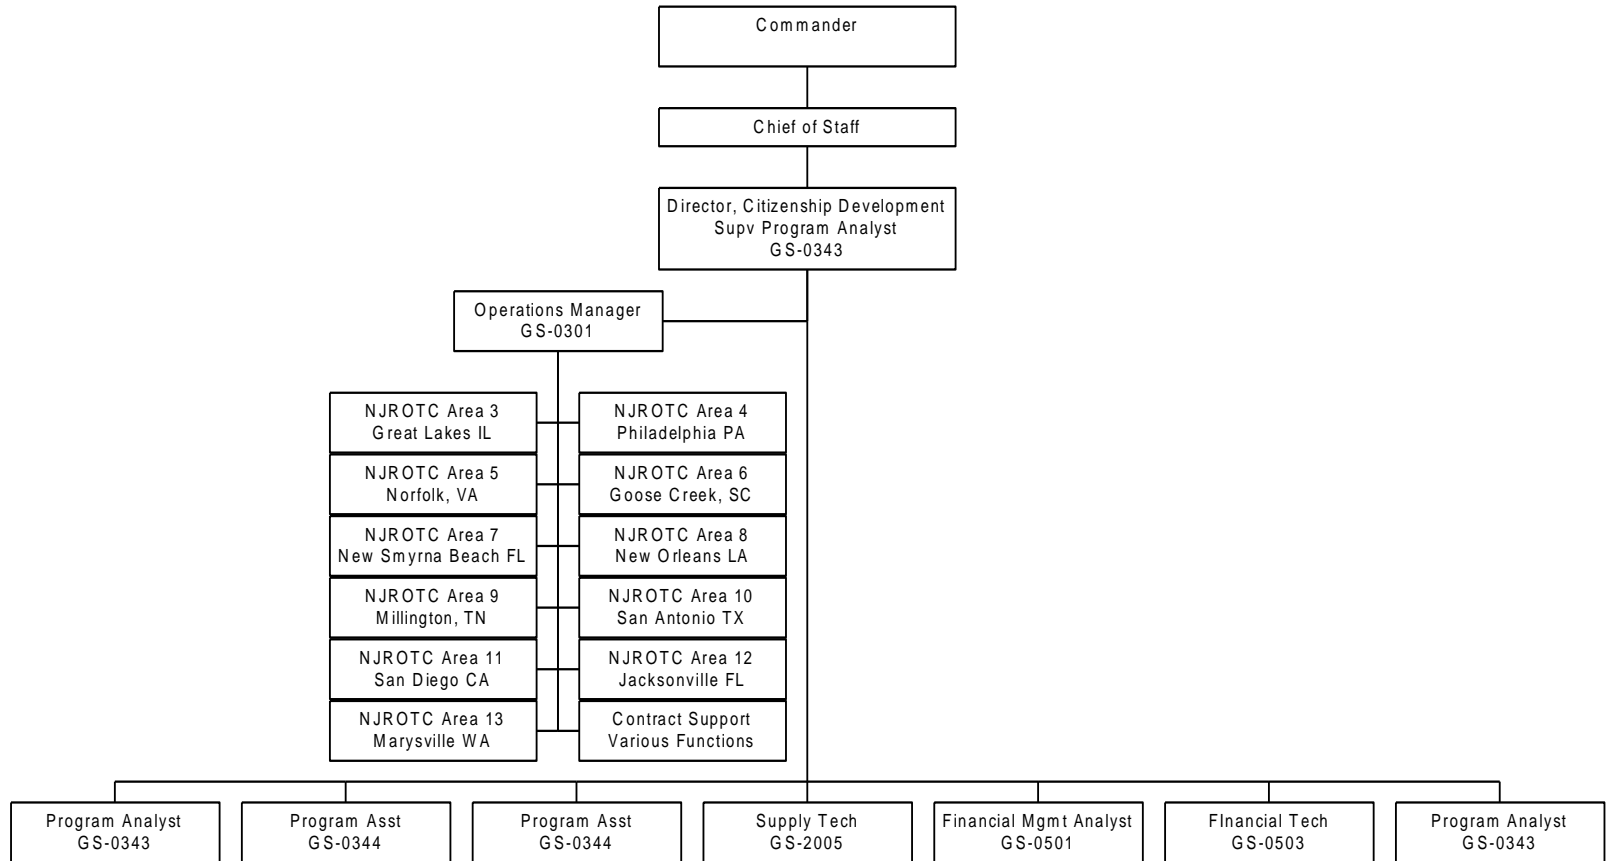 Commander
Chief of Staff
Director, Citizenship Development
Supv Program Analyst
GS-0343
Operations Manager
GS-0301
NJROTC Area 3
Great Lakes IL
NJROTC Area 4
Philadelphia PA
NJROTC Area 5
Norfolk, VA
NJROTC Area 6
Goose Creek, SC
NJROTC Area 7
New Smyrna Beach FL
NJROTC Area 8
New Orleans LA
NJROTC Area 9
Millington, TN
NJROTC Area 10
San Antonio TX
NJROTC Area 11
San Diego CA
NJROTC Area 12
Jacksonville FL
NJROTC Area 13
Marysville WA
Contract Support
Various Functions
Program Analyst
GS-0343
Program Asst
GS-0344
Program Asst
GS-0344
Supply Tech
GS-2005
Financial Mgmt Analyst
GS-0501
FInancial Tech
GS-0503
Program Analyst
GS-0343